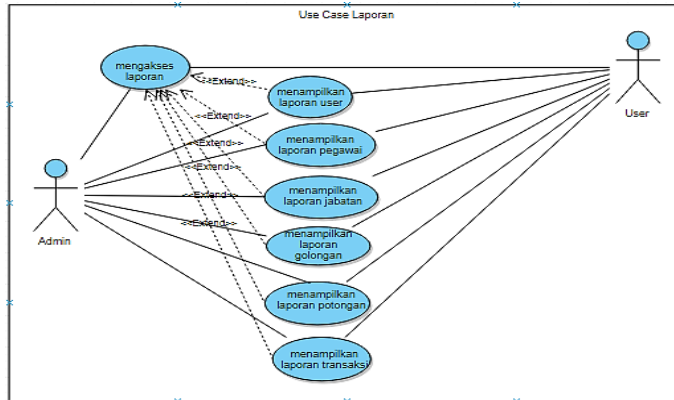 Use Case Laporan
mengakses
laporan
<<Extend>>
menampilkan
laporan user
User
<<Extend>>
menampilkan
laporan pegawai
<<Extend>>
Admin
<<Extend>>
menampilkan
laporan jabatan
<<Extend>>
menampilkan
laporan
golongan
menampilkan
laporan potongan
menampilkan
laporan transaksi